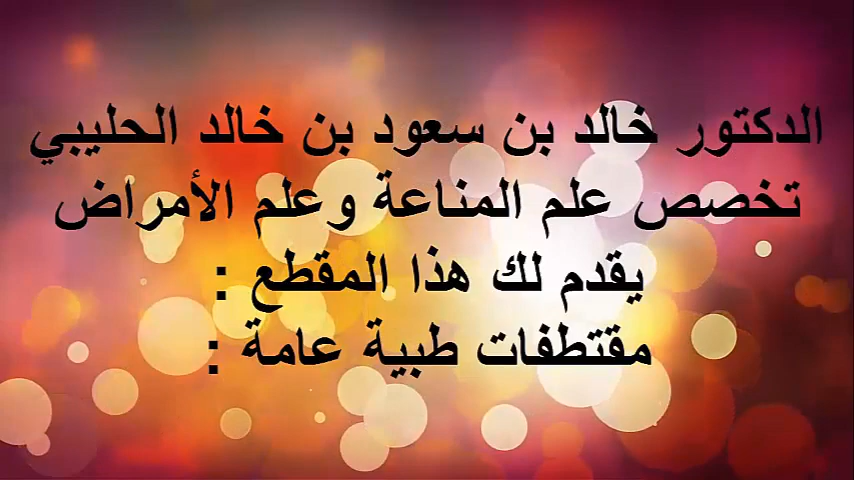 الدكتور خالد بن سعود بن خالد الحليبي
تخصص علم المناعة وعلم الأمراض
يقدم لك هذا المقطع :
مقتطفات طبية عامة :